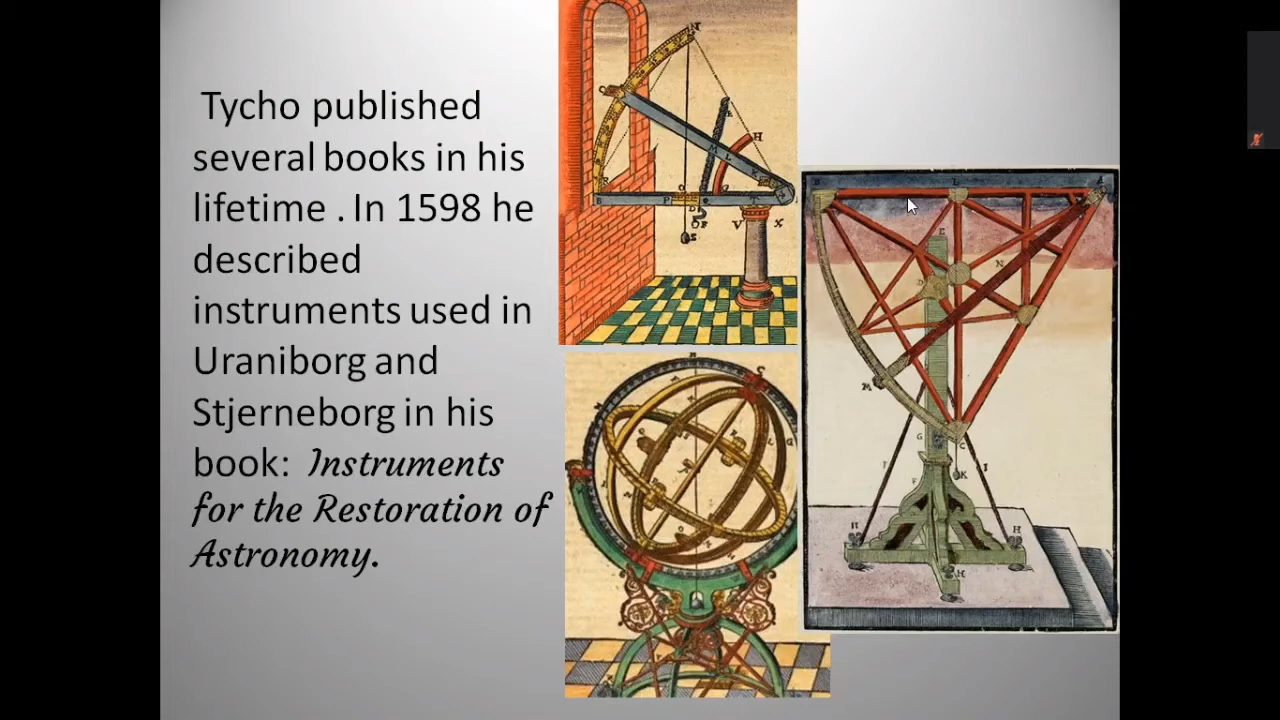 Tycho published
several books in his
lifetime . In 1598 he
described
instruments used in
Uraniborg and
Stjerneborg in his
book: Instruments
for the Restoration of
Astronomy.